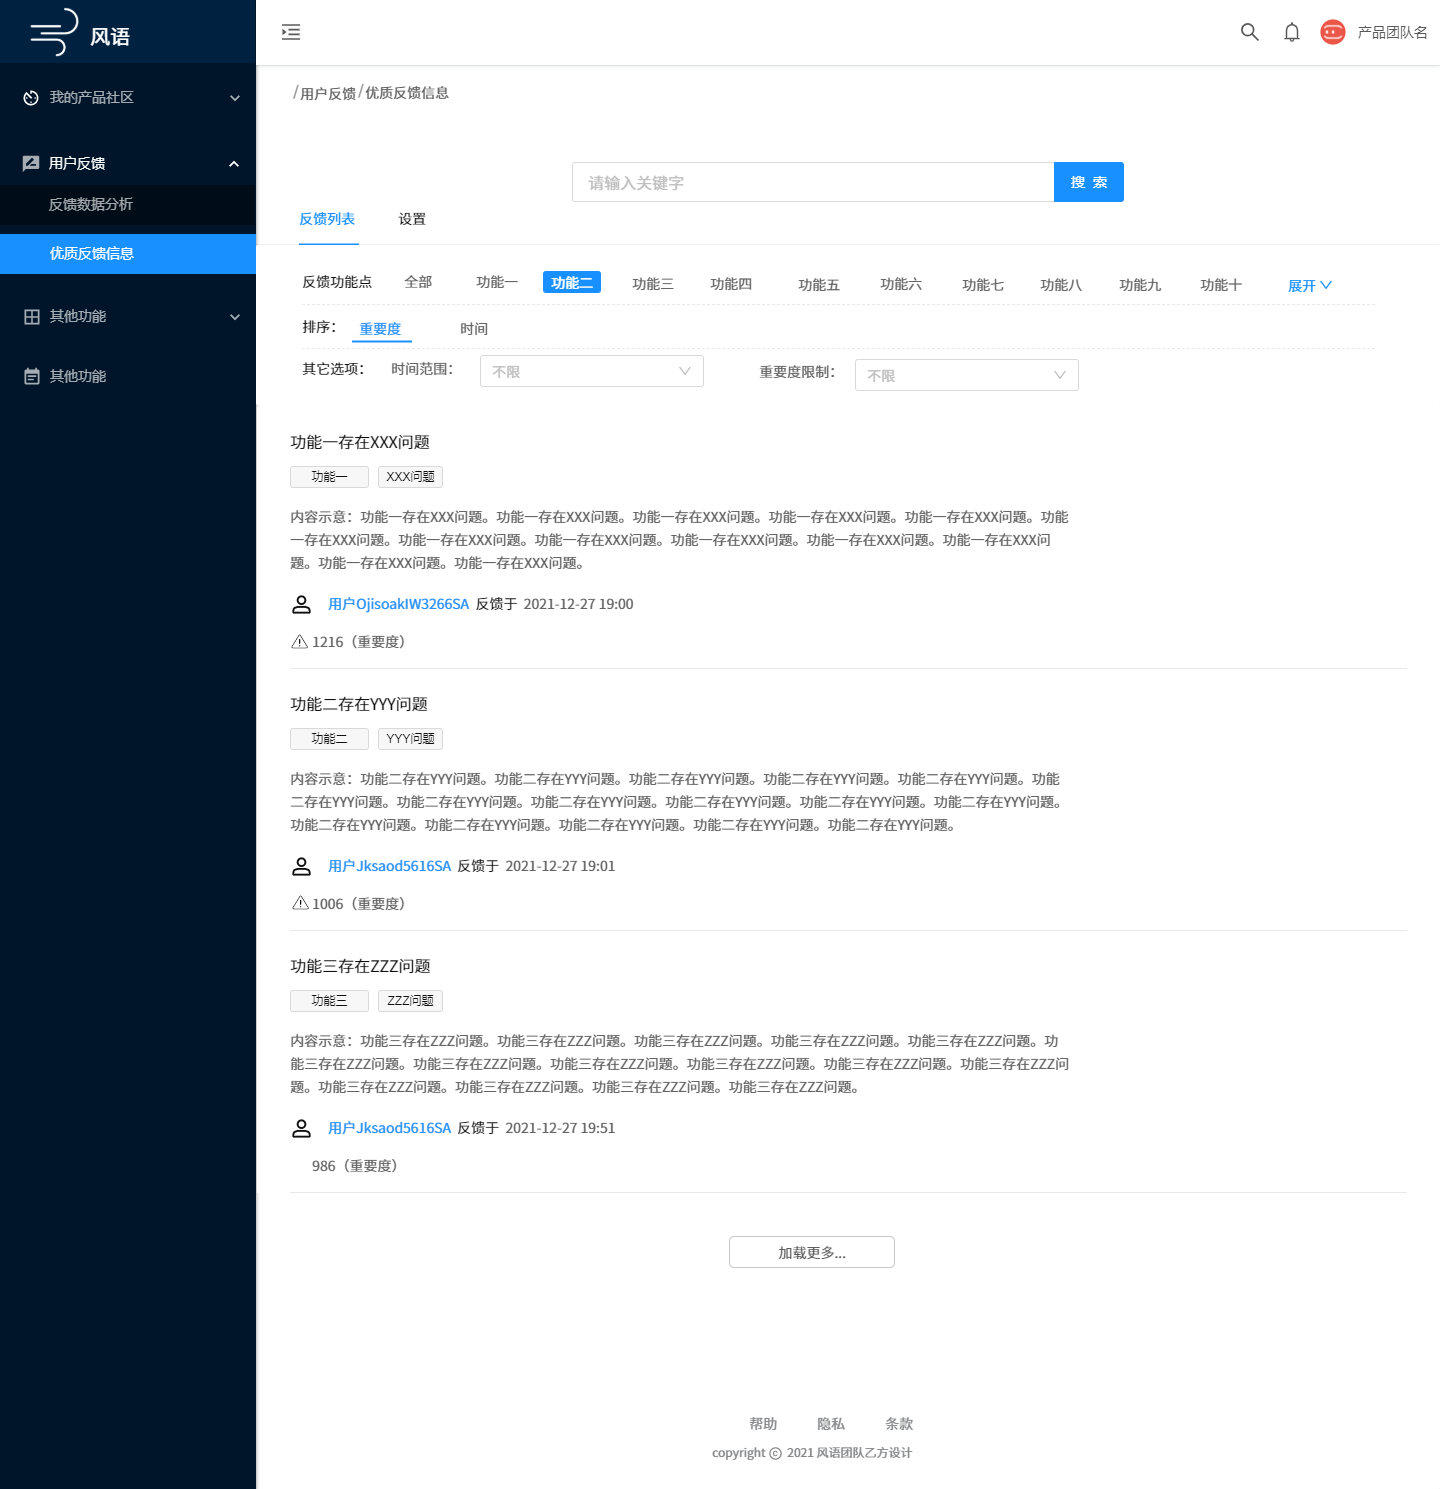 风语
产品团队名
我的产品社区
用户反馈
反馈数据分析
优质反馈信息
其他功能
其他功能
/用户反馈/优质反馈信息
请输入关键字
搜 索
反馈列表 设置
反馈功能点 全部 功能一 功能二 功能三 功能四 功能五 功能六 功能七 功能八 功能九 功能十 展开
排序： 重要度 时间
其它选项： 时间范围： 不限 重要度限制： 不限
功能一存在XXX问题
功能一 XXX问题
内容示意：功能一存在XXX问题。功能一存在XXX问题。功能一存在XXX问题。功能一存在XXX问题。功能一存在XXX问题。功能
一存在XXX问题。功能一存在XXX问题。功能一存在XXX问题。功能一存在XXX问题。功能一存在XXX问题。功能一存在XXX问
题。功能一存在XXX问题。功能一存在XXX问题。
用户OjisoakIW3266SA 反馈于 2021-12-27 19:00
1216（重要度）
功能二存在YYY问题
功能二 YYY问题
内容示意：功能二存在YYY问题。功能二存在YYY问题。功能二存在YYY问题。功能二存在YYY问题。功能二存在YYY问题。功能
二存在YYY问题。功能二存在YYY问题。功能二存在YYY问题。功能二存在YYY问题。功能二存在YYY问题。功能二存在YYY问题。
功能二存在YYY问题。功能二存在YYY问题。功能二存在YYY问题。功能二存在YYY问题。功能二存在YYY问题。
用户Jksaod5616SA 反馈于 2021-12-27 19:01
1006（重要度）
功能三存在ZZZ问题
功能三 ZZZ问题
内容示意：功能三存在ZZZ问题。功能三存在ZZZ问题。功能三存在ZZZ问题。功能三存在ZZZ问题。功能三存在ZZZ问题。功
能三存在ZZZ问题。功能三存在ZZZ问题。功能三存在ZZZ问题。功能三存在ZZZ问题。功能三存在ZZZ问题。功能三存在ZZZ问
题。功能三存在ZZZ问题。功能三存在ZZZ问题。功能三存在ZZZ问题。功能三存在ZZZ问题。
用户Jksaod5616SA 反馈于 2021-12-27 19:51
986（重要度）
加载更多...
帮助 隐私 条款
copyright © 2021 风语团队乙方设计